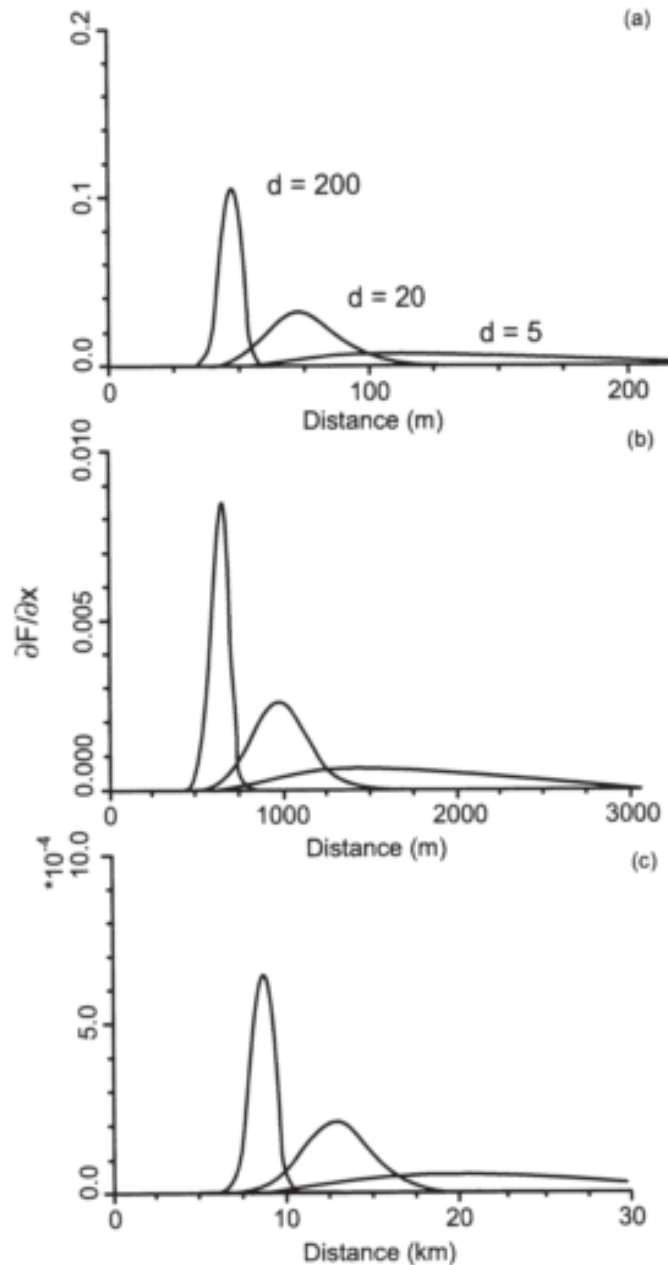 (a)
0.2
0.1
0.0
d = 200
d = 20
d = 5
0
100
200
Distance (m)
(b)
0.010
0.005
0.000
∂F/∂x
0
1000
2000
3000
Distance (m)
(c)
*10⁻⁴
10.0
5.0
0.0
0
10
20
30
Distance (km)